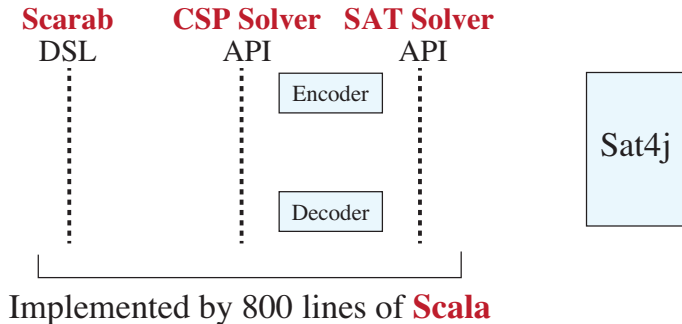 Scarab CSP Solver SAT Solver
DSL API API
Encoder
Sat4j
Decoder
Implemented by 800 lines of Scala